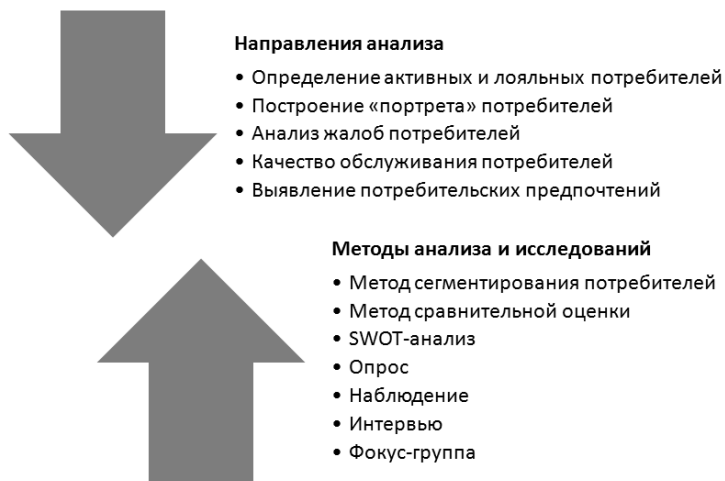 Направления анализа
• Определение активных и лояльных потребителей
• Построение «портрета» потребителей
• Анализ жалоб потребителей
• Качество обслуживания потребителей
• Выявление потребительских предпочтений
Методы анализа и исследований
• Метод сегментирования потребителей
• Метод сравнительной оценки
• SWOT-анализ
• Опрос
• Наблюдение
• Интервью
• Фокус-группа